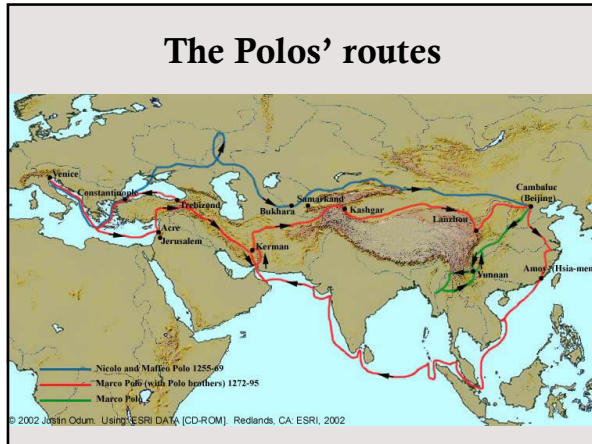 The Polos’ routes
Venice
Constantinople
Trebizond
Bukhara
Samarkand
Kashgar
Cambaluc
(Beijing)
Lanzhou
Acre
Jerusalem
Kerman
Yunnan
Amoy (Hsia-men)
Nicolo and Maffeo Polo 1255-69
Marco Polo (with Polo brothers) 1272-95
Marco Polo
© 2002 Justin Odum. Using: ESRI DATA [CD-ROM]. Redlands, CA: ESRI, 2002